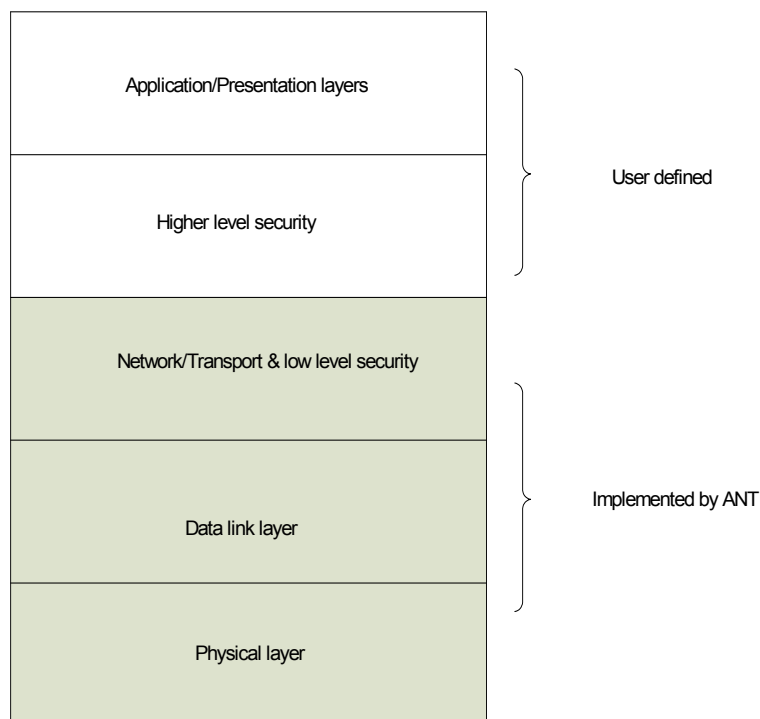 Application/Presentation layers
User defined
Higher level security
Network/Transport & low level security
Implemented by ANT
Data link layer
Physical layer